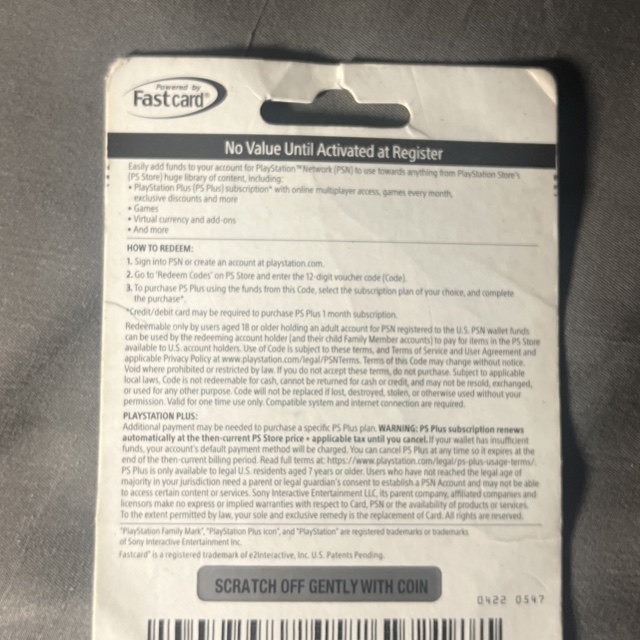 Powered by
Fastcard®
No Value Until Activated at Register
Easily add funds to your account for PlayStation™Network (PSN) to use towards anything from PlayStation Store's
(PS Store) huge library of content, including:
• PlayStation Plus (PS Plus) subscription* with online multiplayer access, games every month,
exclusive discounts and more
• Games
• Virtual currency and add-ons
• And more
HOW TO REDEEM:
1. Sign into PSN or create an account at playstation.com.
2. Go to "Redeem Codes" on PS Store and enter the 12-digit voucher code (Code).
3. To purchase PS Plus using the funds from this Code, select the subscription plan of your choice, and complete
the purchase*.
*Credit/debit card may be required to purchase PS Plus 1 month subscription.
Redeemable only by users aged 18 or older holding an adult account for PSN registered to the U.S. PSN wallet funds
can be used by the redeeming account holder (and their child Family Member accounts) to pay for items in the PS Store
available to U.S. account holders. Use of Code is subject to these terms, and Terms of Service and User Agreement and
applicable Privacy Policy at www.playstation.com/legal/PSNTerms. Terms of this Code may change without notice.
Void where prohibited or restricted by law. If you do not accept these terms, do not purchase. Subject to applicable
local laws, Code is not redeemable for cash, cannot be returned for cash or credit, and may not be resold, exchanged,
or used for any other purpose. Code will not be replaced if lost, destroyed, stolen, or otherwise used without your
permission. Valid for one time use only. Compatible system and internet connection are required.
PLAYSTATION PLUS:
Additional payment may be needed to purchase a specific PS Plus plan. WARNING: PS Plus subscription renews
automatically at the then-current PS Store price + applicable tax until you cancel. If your wallet has insufficient
funds, your account's default payment method will be charged. You can cancel PS Plus at any time so it expires at the
end of the then-current billing period. Read full terms at: https://www.playstation.com/legal/ps-plus-usage-terms/.
PS Plus is only available to legal U.S. residents aged 7 years or older. Users who have not reached the legal age of
majority in your jurisdiction need a parent or legal guardian's consent to establish a PSN Account and may not be able
to access certain content or services. Sony Interactive Entertainment LLC, its parent company, affiliated companies and
licensors make no express or implied warranties with respect to Card, PSN or the availability of products or services.
To the extent permitted by law, your sole and exclusive remedy is the replacement of Card. All rights are reserved.
"PlayStation Family Mark", "PlayStation Plus icon", and "PlayStation" are registered trademarks or trademarks
of Sony Interactive Entertainment Inc.
Fastcard® is a registered trademark of e2interactive, Inc. U.S. Patents Pending.
SCRATCH OFF GENTLY WITH COIN
0422 0547